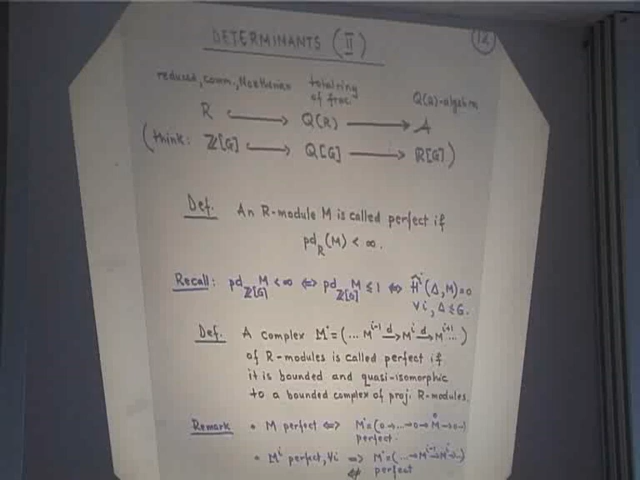 DETERMINANTS (II)
12
reduced, comm., Noetherian total ring of frac. Q(R)-algebra
R ⟶ Q(R) ⟶ A
(think: Z[G] ⟶ Q[G] ⟶ R[G])
Def. An R-module M is called perfect if
pd_R(M) < ∞.
Recall: pd_Z[G] M < ∞ ⇔ pd_Z[G] M ≤ 1 ⇔ Ĥ^i(Δ, M) = 0
∀i, Δ ≤ G.
Def. A complex M^• = (... M^{i-1} →^d M^i →^d M^{i+1} ...)
of R-modules is called perfect if
it is bounded and quasi-isomorphic
to a bounded complex of proj. R-modules.
Remark • M perfect ⇔ M^• = (0→...→0→M→0→)
perfect.
• M^i perfect, ∀i ⇒ M^• = (...→M^{i-1}→M^i→...)
⇍ perfect